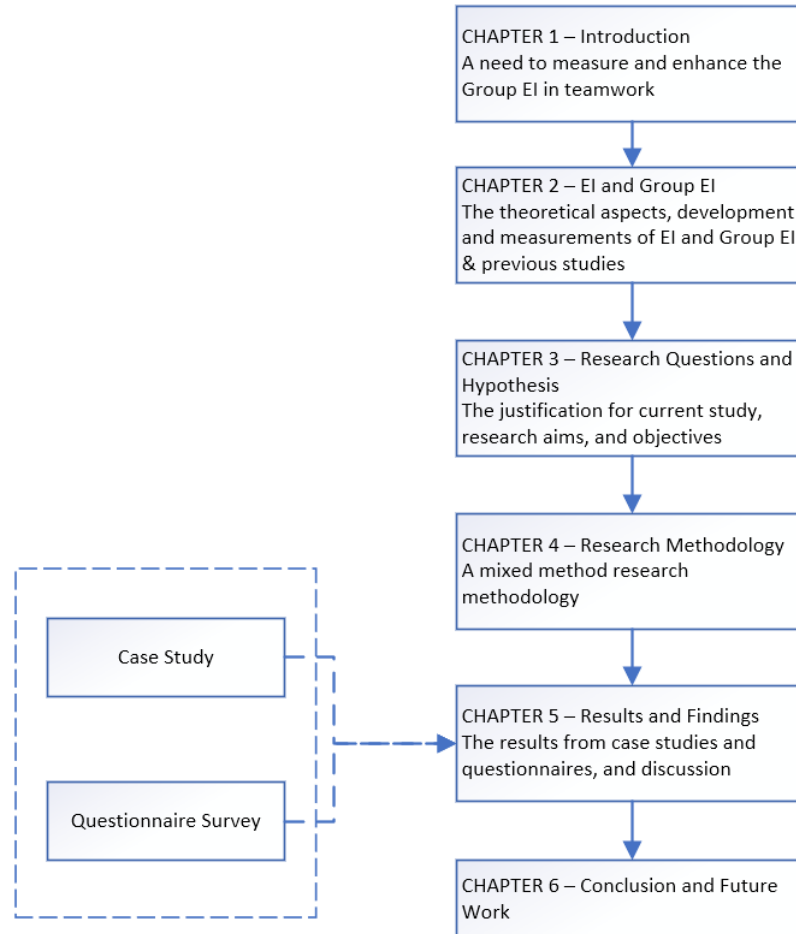 CHAPTER 1 – Introduction
A need to measure and enhance the
Group EI in teamwork
CHAPTER 2 – EI and Group EI
The theoretical aspects, development
and measurements of EI and Group EI
& previous studies
CHAPTER 3 – Research Questions and
Hypothesis
The justification for current study,
research aims, and objectives
CHAPTER 4 – Research Methodology
A mixed method research
methodology
Case Study
Questionnaire Survey
CHAPTER 5 – Results and Findings
The results from case studies and
questionnaires, and discussion
CHAPTER 6 – Conclusion and Future
Work